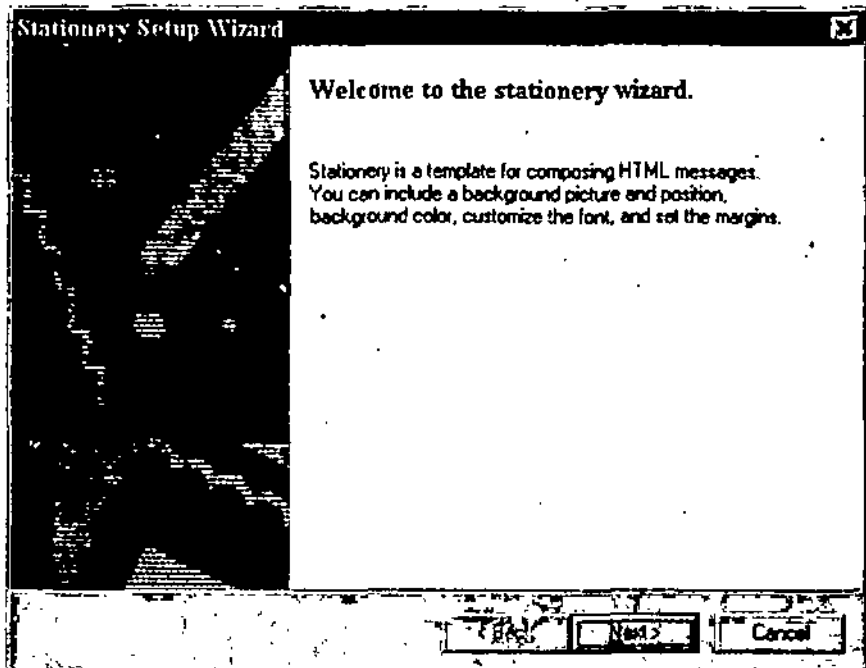 Stationery Setup Wizard
Welcome to the stationery wizard.
Stationery is a template for composing HTML messages.
You can include a background picture and position,
background color, customize the font, and set the margins.
< Back
Next >
Cancel